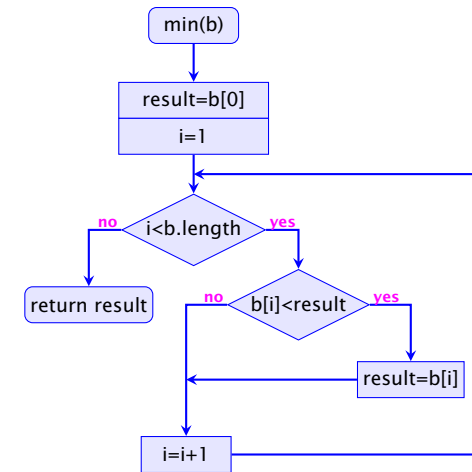 min(b)
result=b[0]
i=1
i<b.length
no
yes
return result
b[i]<result
no
yes
result=b[i]
i=i+1